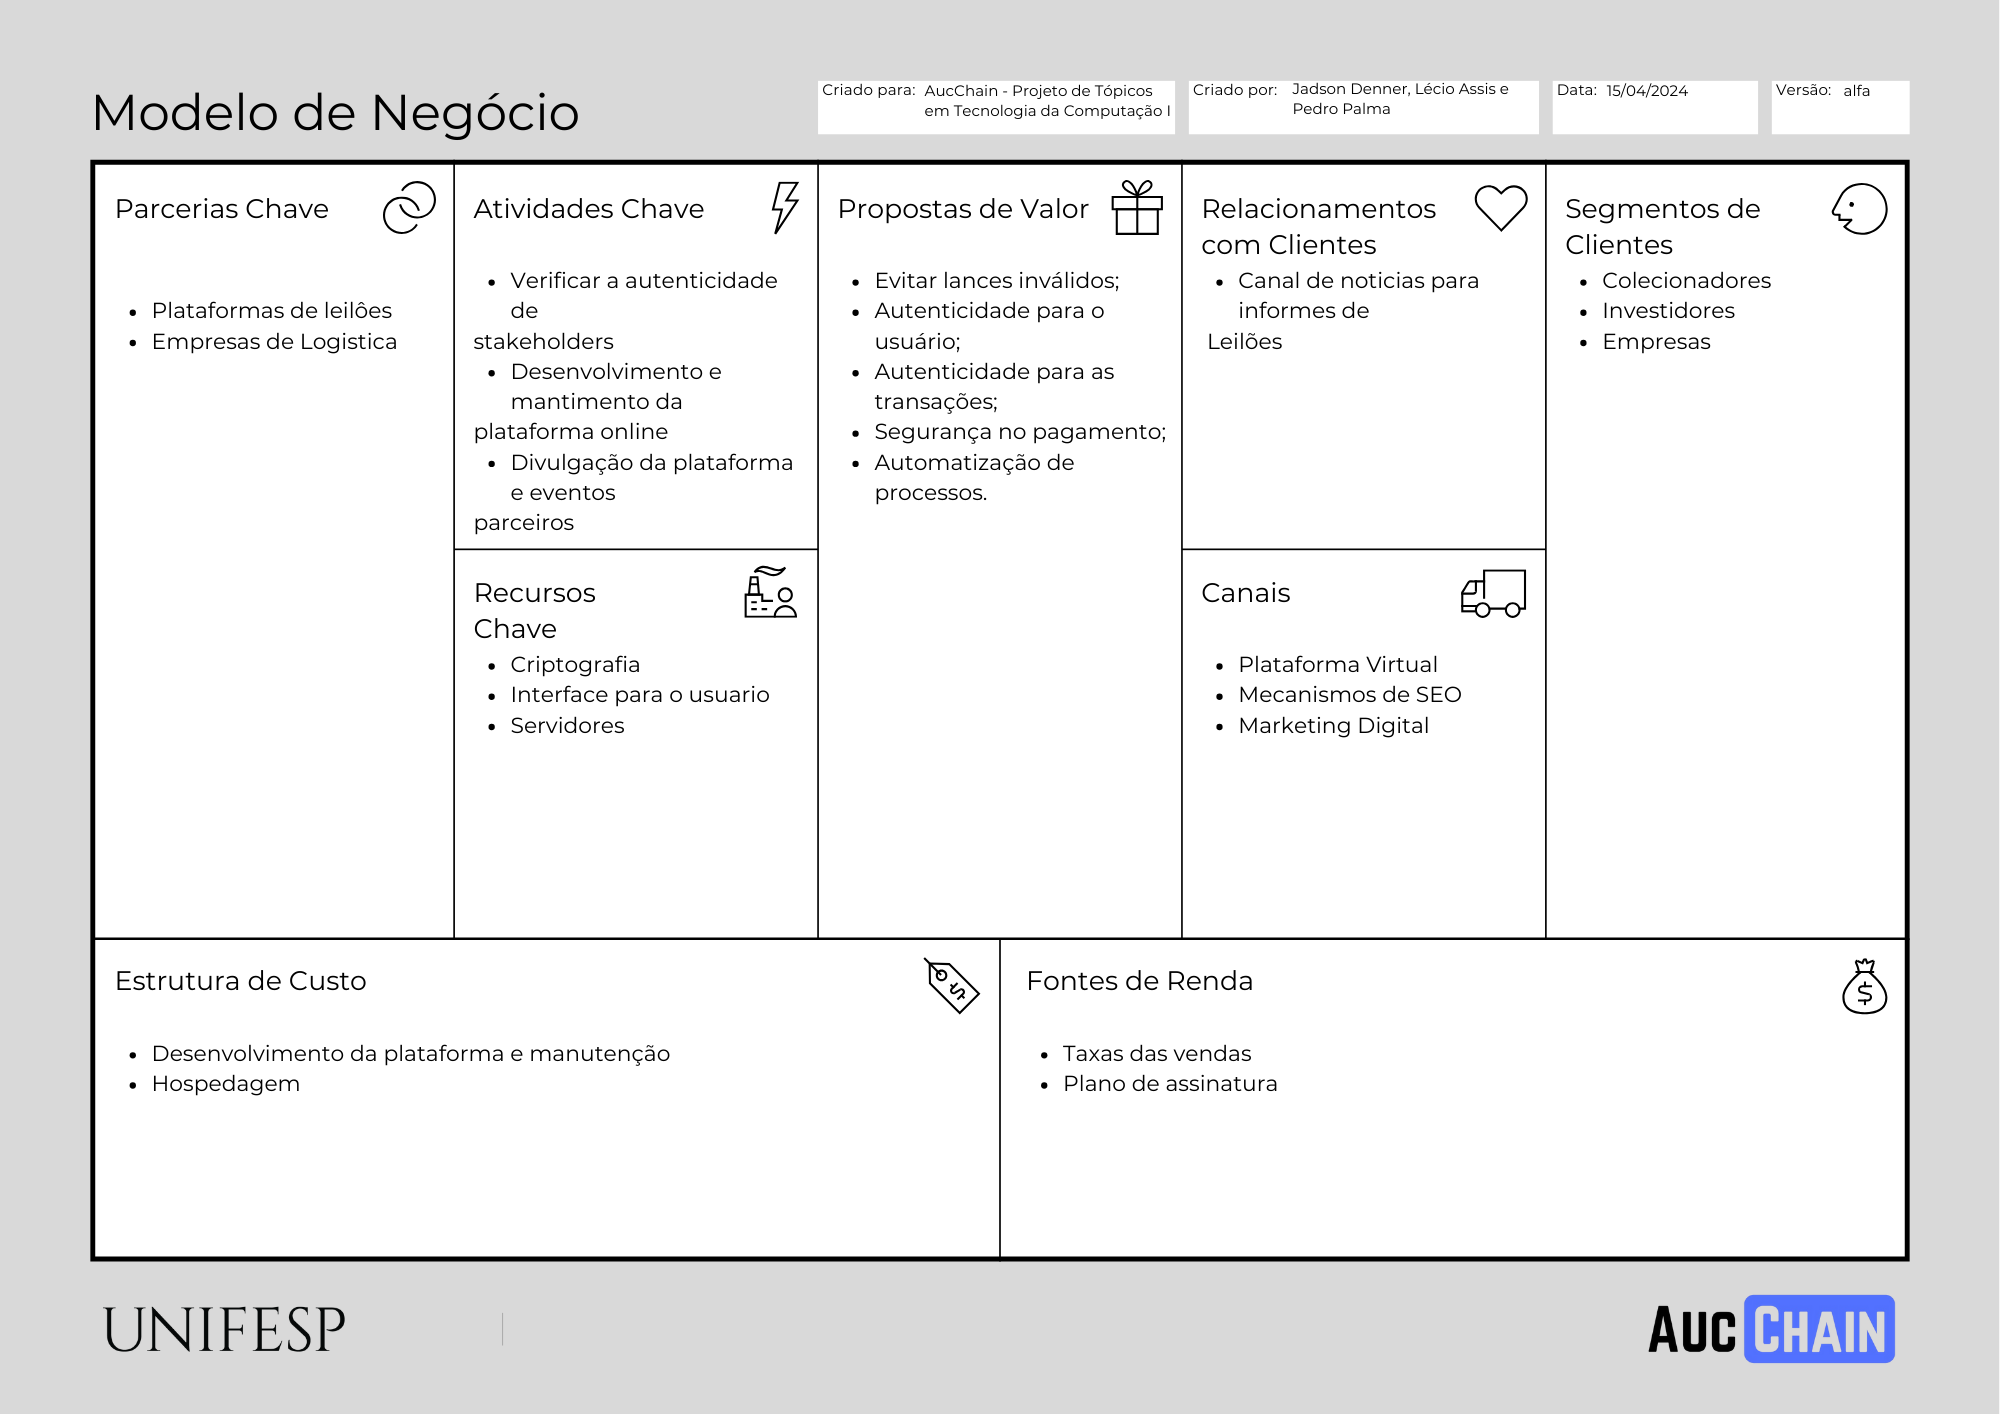 Modelo de Negócio
Criado para: AucChain - Projeto de Tópicos
em Tecnologia da Computação I
Criado por: Jadson Denner, Lécio Assis e
Pedro Palma
Data: 15/04/2024
Versão: alfa
Parcerias Chave
• Plataformas de leilôes
• Empresas de Logistica
Atividades Chave
• Verificar a autenticidade
de
stakeholders
• Desenvolvimento e
mantimento da
plataforma online
• Divulgação da plataforma
e eventos
parceiros
Recursos
Chave
• Criptografia
• Interface para o usuario
• Servidores
Propostas de Valor
• Evitar lances inválidos;
• Autenticidade para o
usuário;
• Autenticidade para as
transações;
• Segurança no pagamento;
• Automatização de
processos.
Relacionamentos
com Clientes
• Canal de noticias para
informes de
Leilões
Canais
• Plataforma Virtual
• Mecanismos de SEO
• Marketing Digital
Segmentos de
Clientes
• Colecionadores
• Investidores
• Empresas
Estrutura de Custo
• Desenvolvimento da plataforma e manutenção
• Hospedagem
Fontes de Renda
• Taxas das vendas
• Plano de assinatura
UNIFESP
AUC CHAIN